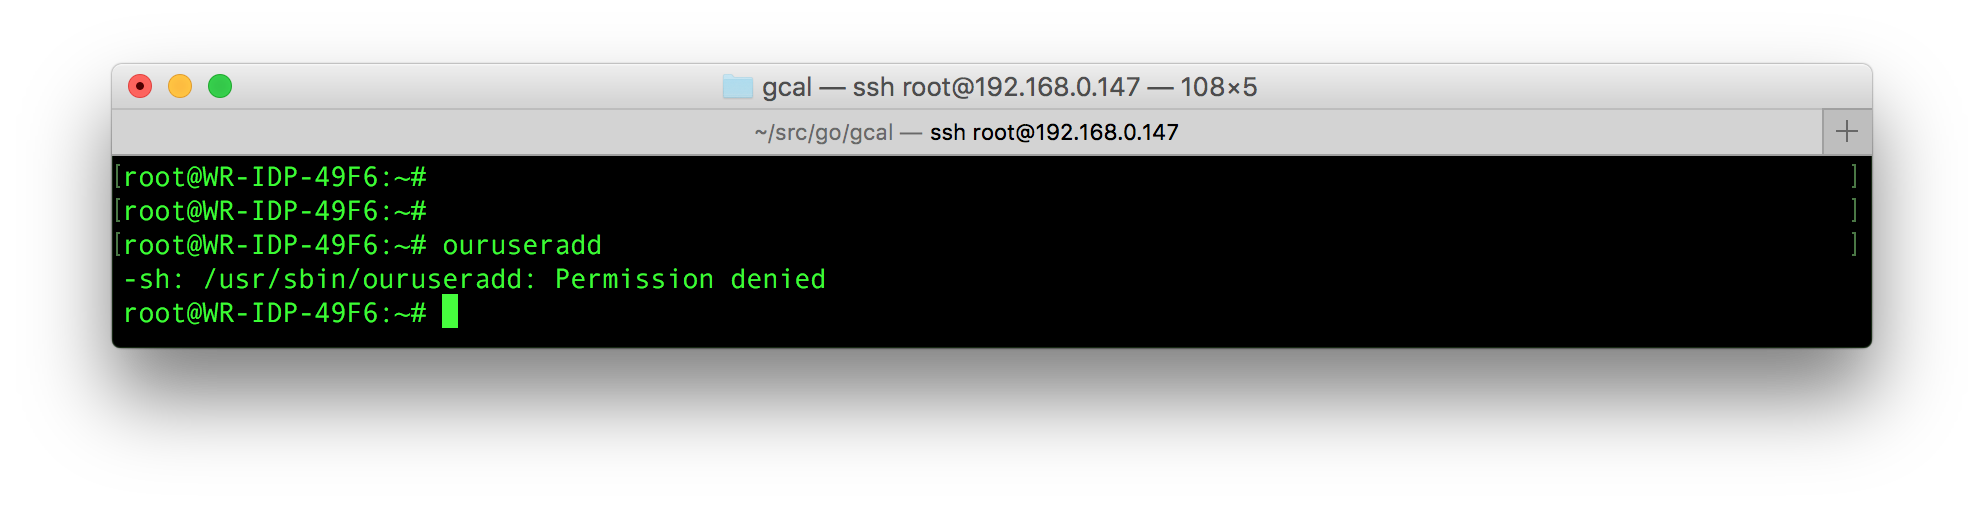 gcal — ssh root@192.168.0.147 — 108×5
~/src/go/gcal — ssh root@192.168.0.147
[root@WR-IDP-49F6:~# ]
[root@WR-IDP-49F6:~# ]
[root@WR-IDP-49F6:~# ouruseradd ]
-sh: /usr/sbin/ouruseradd: Permission denied
root@WR-IDP-49F6:~#